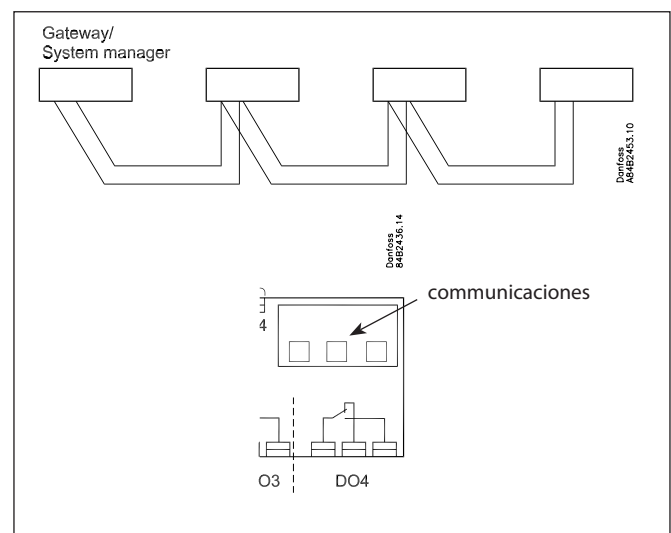 Gateway/
System manager
Danfoss
A84B2453.10
Danfoss
84B2436.14
communicaciones
4
O3
DO4